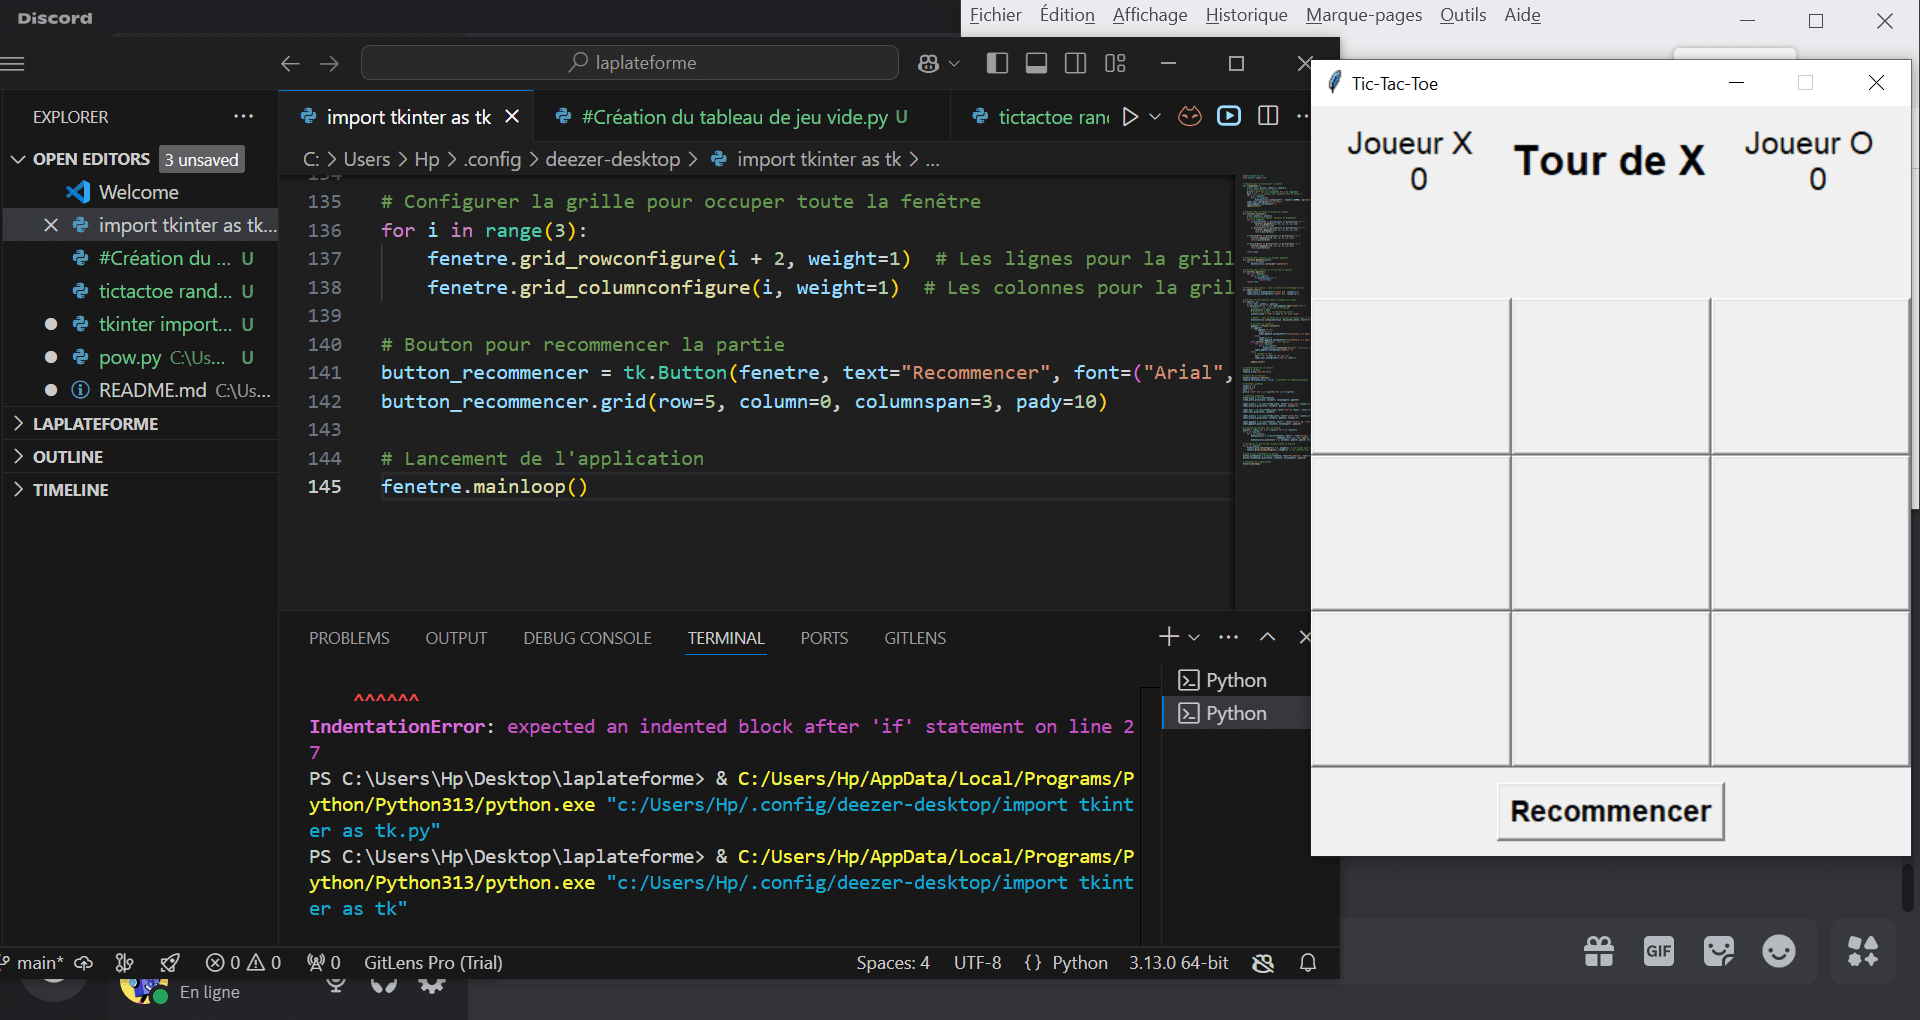 Discord
Fichier Édition Affichage Historique Marque-pages Outils Aide
laplateforme
EXPLORER
import tkinter as tk
#Création du tableau de jeu vide.py U
tictactoe ran
OPEN EDITORS 3 unsaved
C: > Users > Hp > .config > deezer-desktop > import tkinter as tk > ...
Welcome
import tkinter as tk...
#Création du ... U
tictactoe rand... U
tkinter import... U
pow.py C:\Us... U
README.md C:\Us...
LAPLATEFORME
OUTLINE
TIMELINE
134
135 # Configurer la grille pour occuper toute la fenêtre
136 for i in range(3):
137 fenetre.grid_rowconfigure(i + 2, weight=1) # Les lignes pour la grill
138 fenetre.grid_columnconfigure(i, weight=1) # Les colonnes pour la gril
139
140 # Bouton pour recommencer la partie
141 button_recommencer = tk.Button(fenetre, text="Recommencer", font=("Arial",
142 button_recommencer.grid(row=5, column=0, columnspan=3, pady=10)
143
144 # Lancement de l'application
145 fenetre.mainloop()
PROBLEMS OUTPUT DEBUG CONSOLE TERMINAL PORTS GITLENS
^^^^^^
IndentationError: expected an indented block after 'if' statement on line 2
7
PS C:\Users\Hp\Desktop\laplateforme> & C:/Users/Hp/AppData/Local/Programs/P
ython/Python313/python.exe "c:/Users/Hp/.config/deezer-desktop/import tkint
er as tk.py"
PS C:\Users\Hp\Desktop\laplateforme> & C:/Users/Hp/AppData/Local/Programs/P
ython/Python313/python.exe "c:/Users/Hp/.config/deezer-desktop/import tkint
er as tk"
Python
Python
main* 0 0 0 GitLens Pro (Trial) Spaces: 4 UTF-8 {} Python 3.13.0 64-bit
En ligne
Tic-Tac-Toe
Joueur X
0
Tour de X
Joueur O
0
Recommencer
GIF